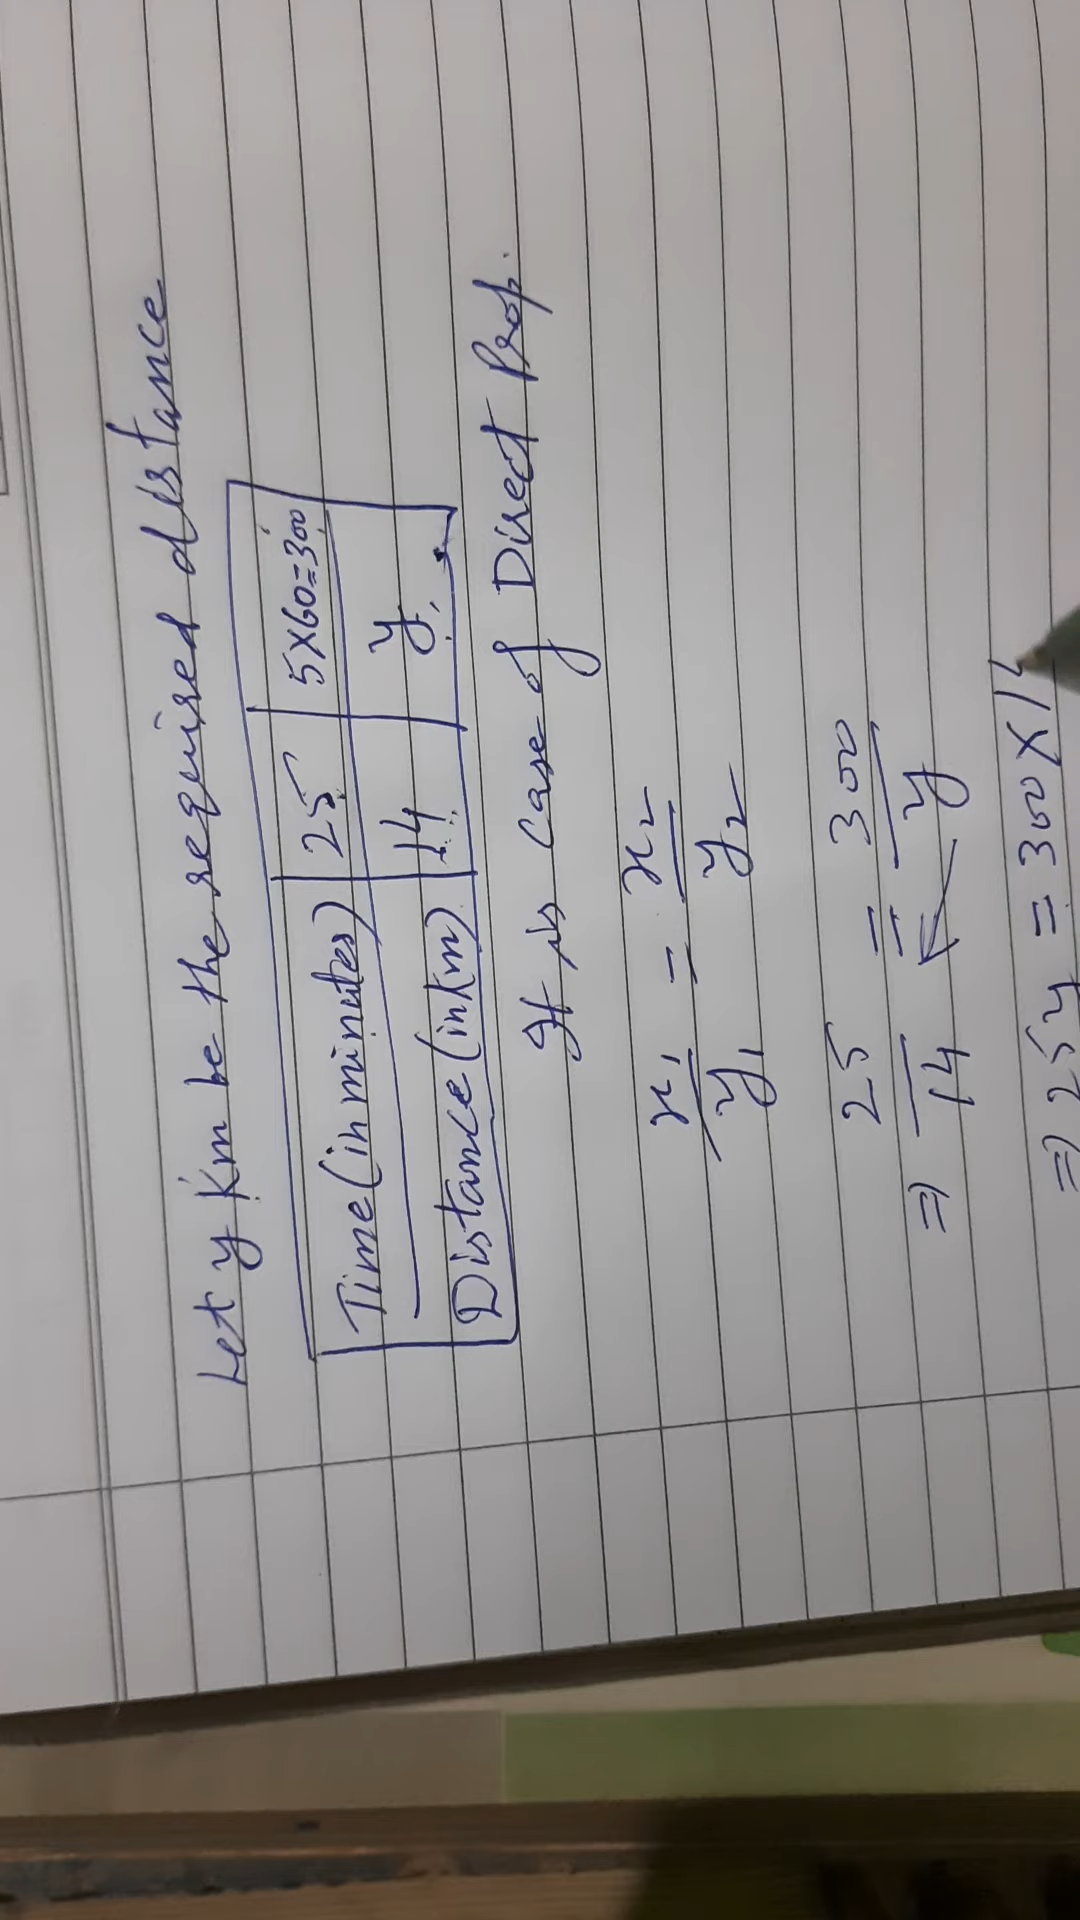 Let y Km be the required distance
Time (in minutes) 25 5×60=300
Distance (in Km) 14 y
It is case of Direct Prop.
x₁/y₁ = x₂/y₂
⇒ 25/14 = 300/y
⇒ 25y = 300×1